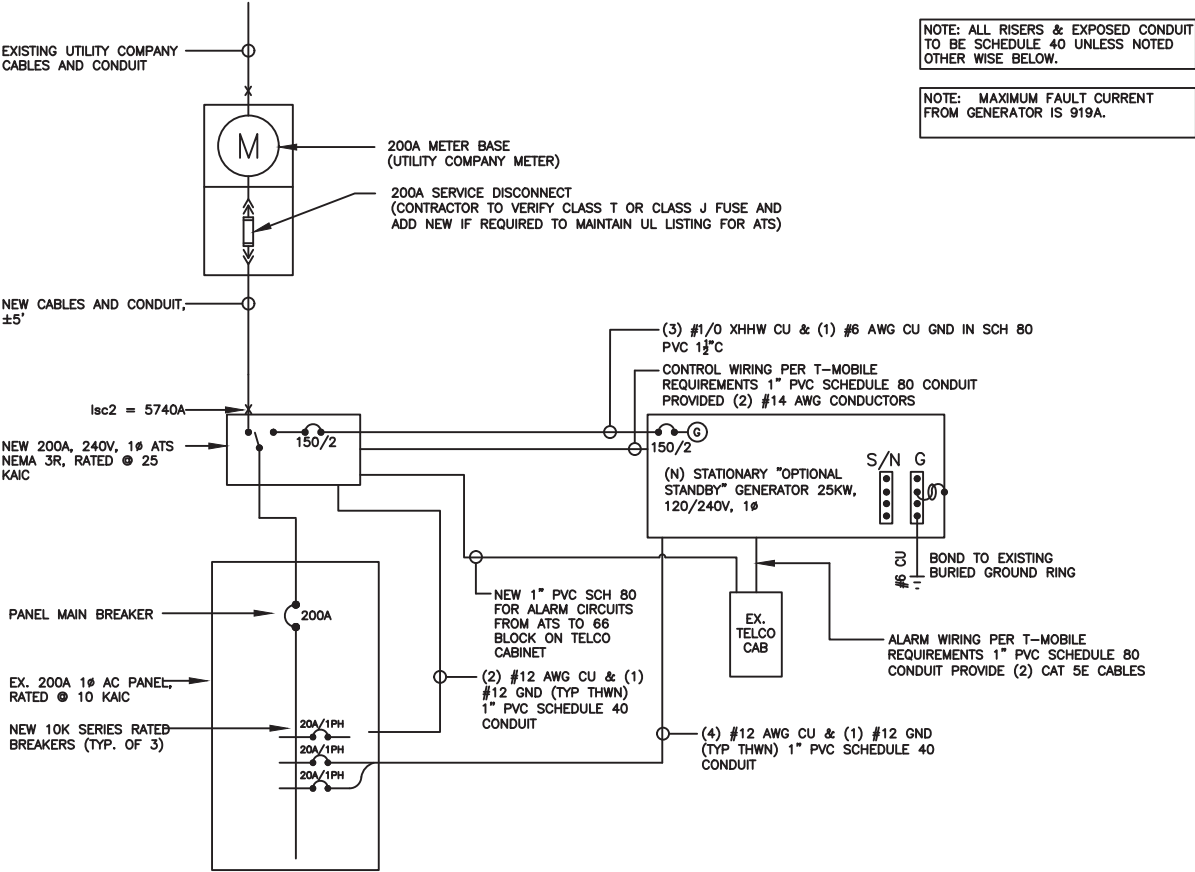 EXISTING UTILITY COMPANY
CABLES AND CONDUIT
NOTE: ALL RISERS & EXPOSED CONDUIT
TO BE SCHEDULE 40 UNLESS NOTED
OTHER WISE BELOW.
NOTE: MAXIMUM FAULT CURRENT
FROM GENERATOR IS 919A.
M
200A METER BASE
(UTILITY COMPANY METER)
200A SERVICE DISCONNECT
(CONTRACTOR TO VERIFY CLASS T OR CLASS J FUSE AND
ADD NEW IF REQUIRED TO MAINTAIN UL LISTING FOR ATS)
NEW CABLES AND CONDUIT,
±5'
(3) #1/0 XHHW CU & (1) #6 AWG CU GND IN SCH 80
PVC 1½"C
CONTROL WIRING PER T-MOBILE
REQUIREMENTS 1" PVC SCHEDULE 80 CONDUIT
PROVIDED (2) #14 AWG CONDUCTORS
Isc2 = 5740A
NEW 200A, 240V, 1ø ATS
NEMA 3R, RATED @ 25
KAIC
150/2
150/2
G
(N) STATIONARY "OPTIONAL
STANDBY" GENERATOR 25KW,
120/240V, 1ø
S/N G
#6 CU
BOND TO EXISTING
BURIED GROUND RING
NEW 1" PVC SCH 80
FOR ALARM CIRCUITS
FROM ATS TO 66
BLOCK ON TELCO
CABINET
EX.
TELCO
CAB
ALARM WIRING PER T-MOBILE
REQUIREMENTS 1" PVC SCHEDULE 80
CONDUIT PROVIDE (2) CAT 5E CABLES
PANEL MAIN BREAKER
200A
EX. 200A 1ø AC PANEL,
RATED @ 10 KAIC
(2) #12 AWG CU & (1)
#12 GND (TYP THWN)
1" PVC SCHEDULE 40
CONDUIT
NEW 10K SERIES RATED
BREAKERS (TYP. OF 3)
20A/1PH
20A/1PH
20A/1PH
(4) #12 AWG CU & (1) #12 GND
(TYP THWN) 1" PVC SCHEDULE 40
CONDUIT